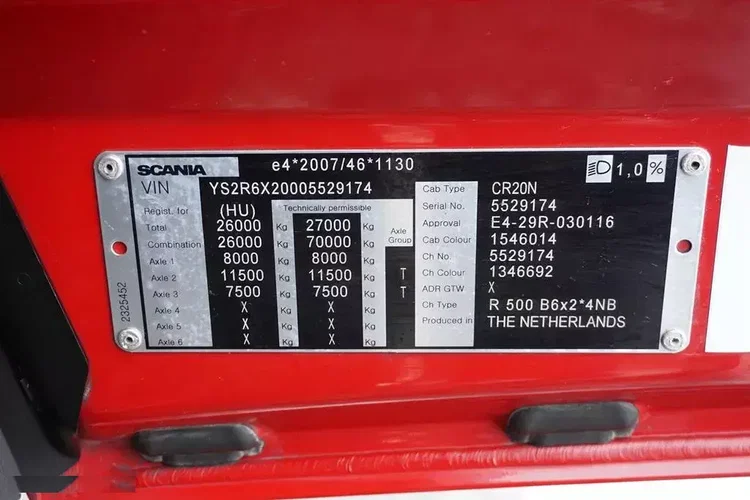 SCANIA e4*2007/46*1130 1,0 %
VIN YS2R6X20005529174 Cab Type CR20N
Regist. for (HU) Technically permissible Serial No. 5529174
Total 26000 Kg 27000 Kg Axle Group Approval E4-29R-030116
Combination 26000 Kg 70000 Kg Cab Colour 1546014
Axle 1 8000 Kg 8000 Kg Ch No. 5529174
Axle 2 11500 Kg 11500 Kg T Ch Colour 1346692
Axle 3 7500 Kg 7500 Kg T ADR GTW X
Axle 4 X Kg X Kg Ch Type R 500 B6x2*4NB
Axle 5 X Kg X Kg Produced in THE NETHERLANDS
Axle 6 X Kg X Kg
2325452